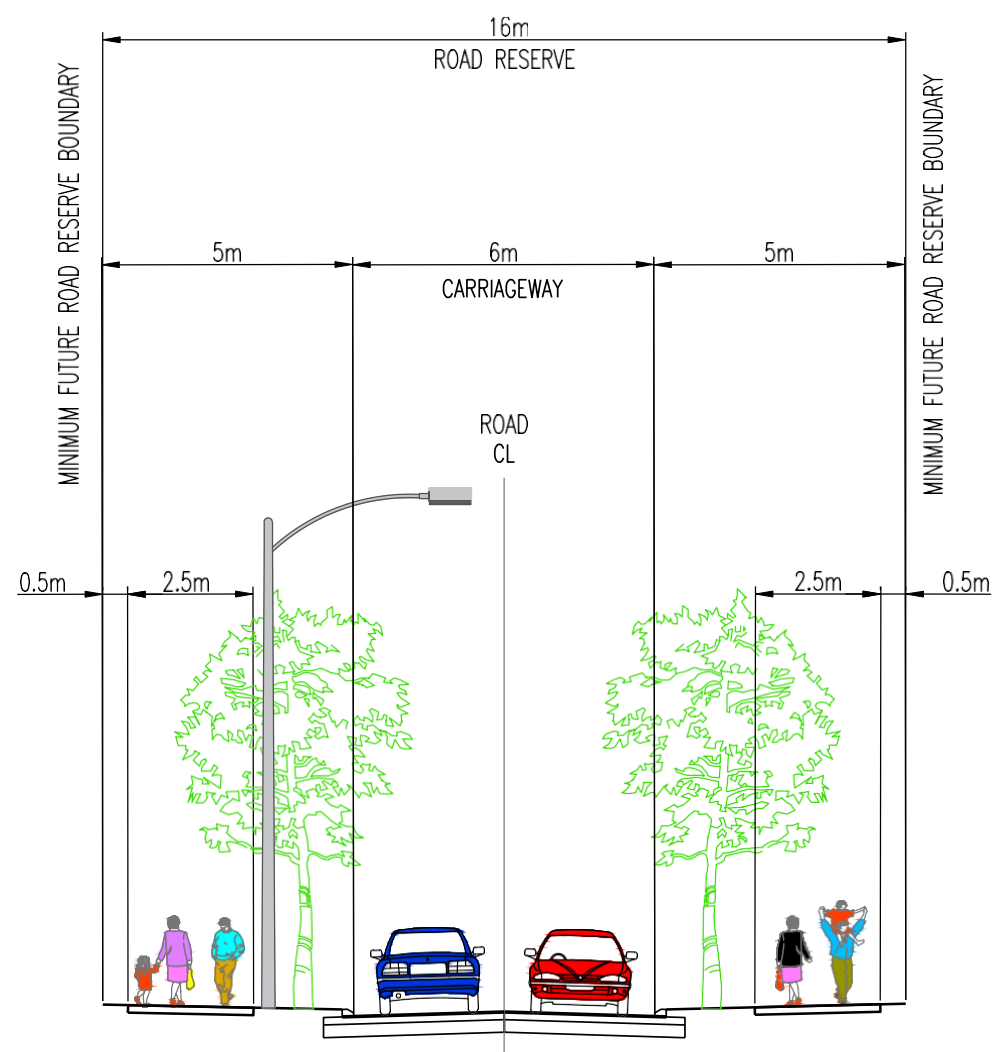 16m
ROAD RESERVE
MINIMUM FUTURE ROAD RESERVE BOUNDARY
MINIMUM FUTURE ROAD RESERVE BOUNDARY
5m
6m
5m
CARRIAGEWAY
ROAD
CL
0.5m
2.5m
2.5m
0.5m